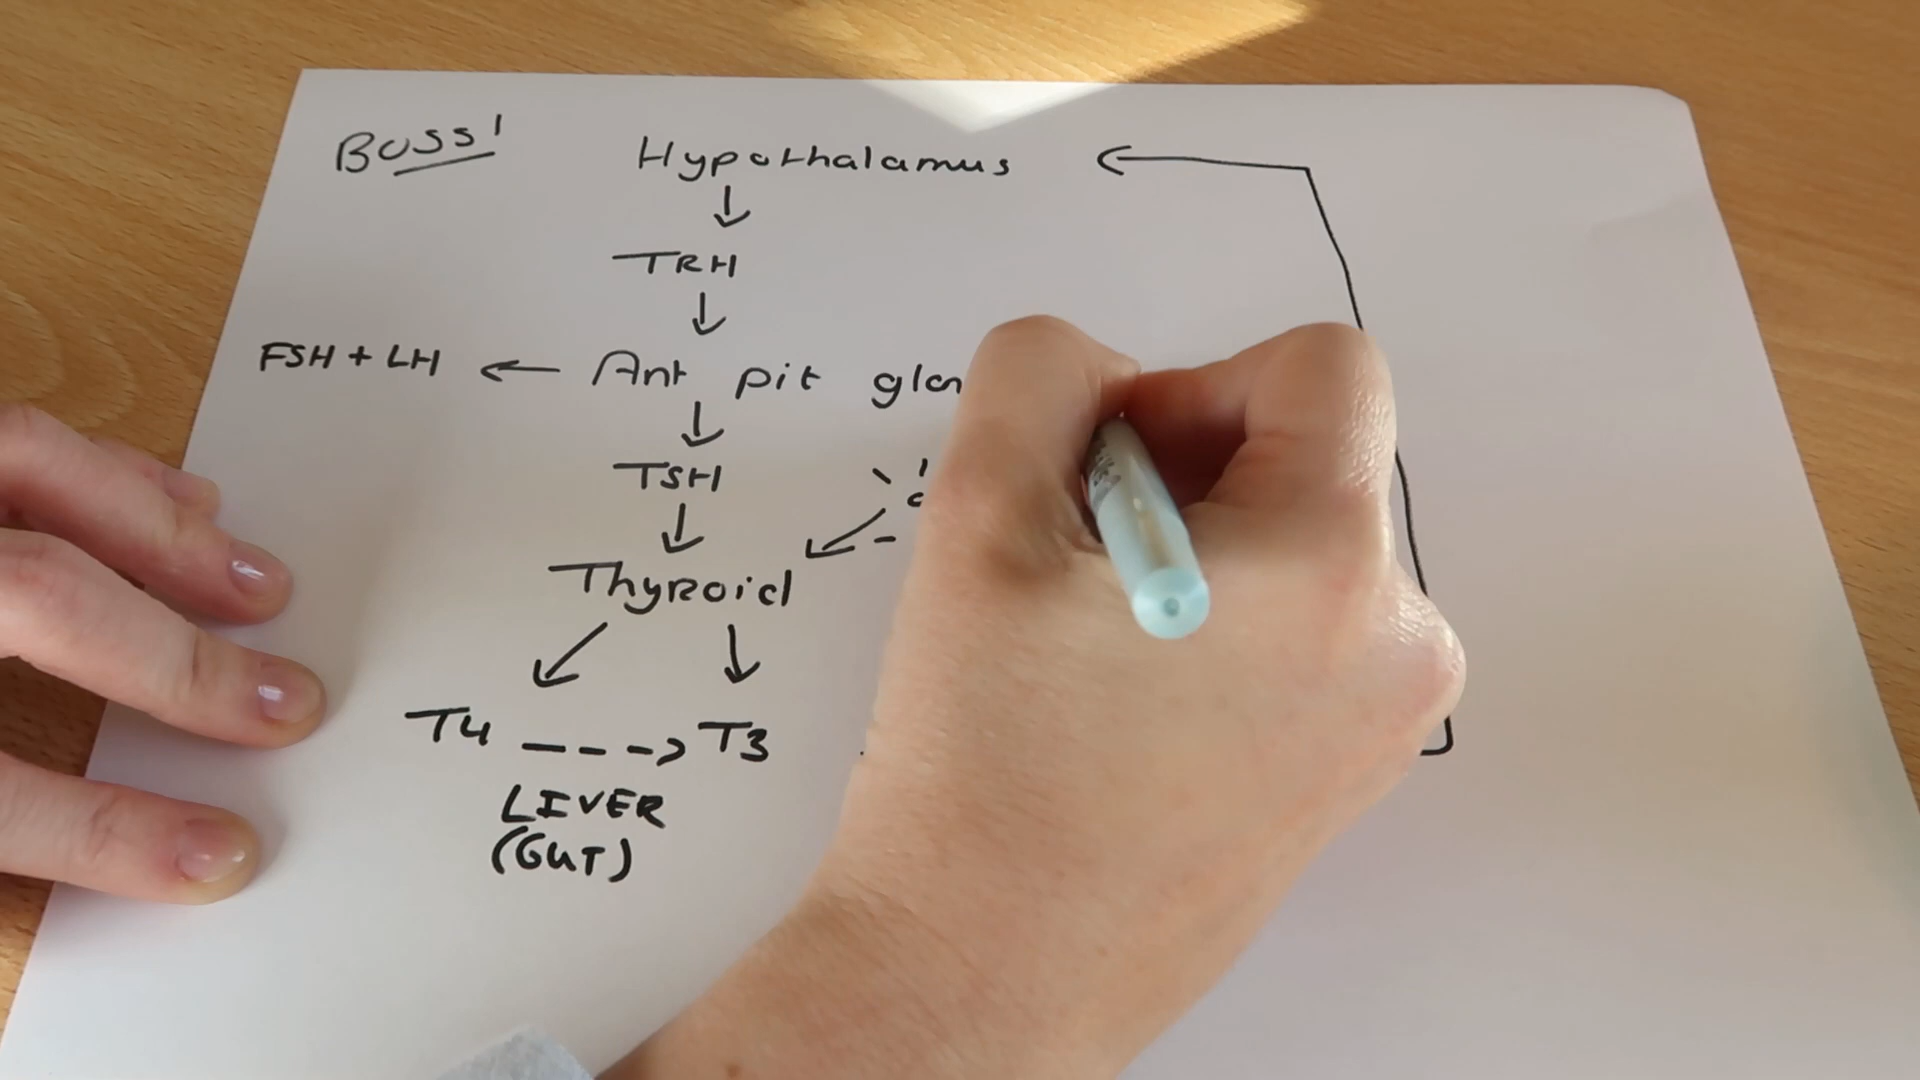 Boss!
Hypothalamus
TRH
FSH + LH
Ant pit
TSH
Thyroid
T4
T3
LIVER
(GUT)